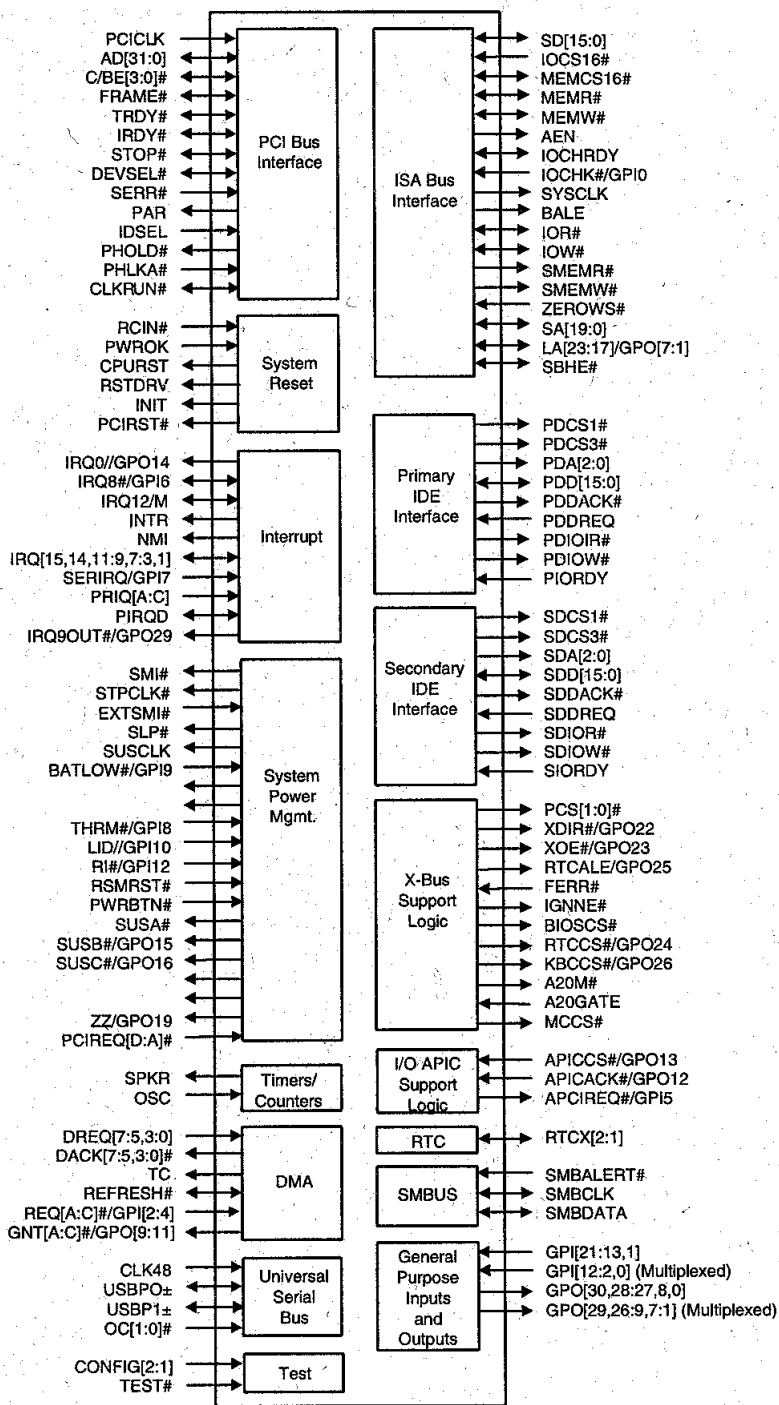 PCICLK
AD[31:0]
C/BE[3:0]#
FRAME#
TRDY#
IRDY#
STOP#
DEVSEL#
SERR#
PAR
IDSEL
PHOLD#
PHLKA#
CLKRUN#
PCI Bus
Interface
RCIN#
PWROK
CPURST
RSTDRV
INIT
PCIRST#
System
Reset
IRQ0//GPO14
IRQ8#/GPI6
IRQ12/M
INTR
NMI
IRQ[15,14,11:9,7:3,1]
SERIRQ/GPI7
PRIQ[A:C]
PIRQD
IRQ9OUT#/GPO29
Interrupt
SMI#
STPCLK#
EXTSMI#
SLP#
SUSCLK
BATLOW#/GPI9
THRM#/GPI8
LID//GPI10
RI#/GPI12
RSMRST#
PWRBTN#
SUSA#
SUSB#/GPO15
SUSC#/GPO16
ZZ/GPO19
PCIREQ[D:A]#
System
Power
Mgmt.
SPKR
OSC
Timers/
Counters
DREQ[7:5,3:0]
DACK[7:5,3:0]#
TC
REFRESH#
REQ[A:C]#/GPI[2:4]
GNT[A:C]#/GPO[9:11]
DMA
CLK48
USBPO±
USBP1±
OC[1:0]#
Universal
Serial
Bus
CONFIG[2:1]
TEST#
Test
ISA Bus
Interface
SD[15:0]
IOCS16#
MEMCS16#
MEMR#
MEMW#
AEN
IOCHRDY
IOCHK#/GPI0
SYSCLK
BALE
IOR#
IOW#
SMEMR#
SMEMW#
ZEROWS#
SA[19:0]
LA[23:17]/GPO[7:1]
SBHE#
Primary
IDE
Interface
PDCS1#
PDCS3#
PDA[2:0]
PDD[15:0]
PDDACK#
PDDREQ
PDIOIR#
PDIOW#
PIORDY
Secondary
IDE
Interface
SDCS1#
SDCS3#
SDA[2:0]
SDD[15:0]
SDDACK#
SDDREQ
SDIOR#
SDIOW#
SIORDY
X-Bus
Support
Logic
PCS[1:0]#
XDIR#/GPO22
XOE#/GPO23
RTCALE/GPO25
FERR#
IGNNE#
BIOSCS#
RTCCS#/GPO24
KBCCS#/GPO26
A20M#
A20GATE
MCCS#
I/O APIC
Support
Logic
APICCS#/GPO13
APICACK#/GPO12
APCIREQ#/GPI5
RTC
RTCX[2:1]
SMBUS
SMBALERT#
SMBCLK
SMBDATA
General
Purpose
Inputs
and
Outputs
GPI[21:13,1]
GPI[12:2,0] (Multiplexed)
GPO[30,28:27,8,0]
GPO[29,26:9,7:1] (Multiplexed)